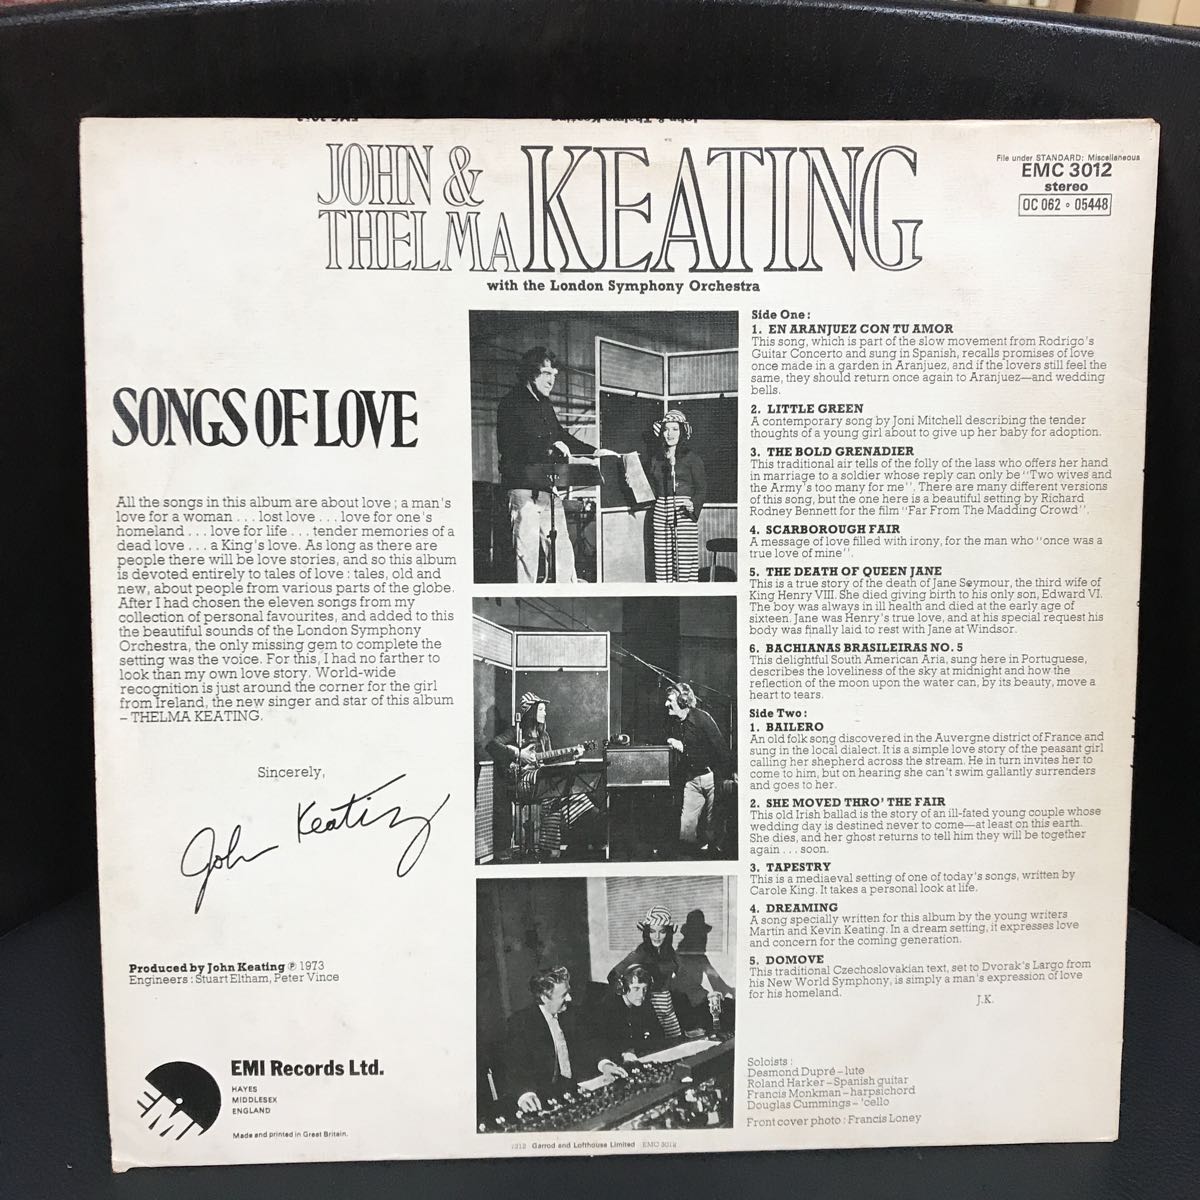 JOHN &
THELMA KEATING
with the London Symphony Orchestra
File under STANDARD: Miscellaneous
EMC 3012
stereo
OC 062 ∘ 05448
SONGS OF LOVE
All the songs in this album are about love ; a man's
love for a woman . . . lost love . . . love for one's
homeland . . . love for life . . . tender memories of a
dead love . . . a King's love. As long as there are
people there will be love stories, and so this album
is devoted entirely to tales of love : tales, old and
new, about people from various parts of the globe.
After I had chosen the eleven songs from my
collection of personal favourites, and added to this
the beautiful sounds of the London Symphony
Orchestra, the only missing gem to complete the
setting was the voice. For this, I had no farther to
look than my own love story. World-wide
recognition is just around the corner for the girl
from Ireland, the new singer and star of this album
– THELMA KEATING.
Sincerely,
John Keating
Produced by John Keating ℗ 1973
Engineers : Stuart Eltham, Peter Vince
EMI
EMI Records Ltd.
HAYES
MIDDLESEX
ENGLAND
Made and printed in Great Britain.
Side One :
1. EN ARANJUEZ CON TU AMOR
This song, which is part of the slow movement from Rodrigo's
Guitar Concerto and sung in Spanish, recalls promises of love
once made in a garden in Aranjuez, and if the lovers still feel the
same, they should return once again to Aranjuez—and wedding
bells.
2. LITTLE GREEN
A contemporary song by Joni Mitchell describing the tender
thoughts of a young girl about to give up her baby for adoption.
3. THE BOLD GRENADIER
This traditional air tells of the folly of the lass who offers her hand
in marriage to a soldier whose reply can only be "Two wives and
the Army's too many for me". There are many different versions
of this song, but the one here is a beautiful setting by Richard
Rodney Bennett for the film "Far From The Madding Crowd".
4. SCARBOROUGH FAIR
A message of love filled with irony, for the man who "once was a
true love of mine".
5. THE DEATH OF QUEEN JANE
This is a true story of the death of Jane Seymour, the third wife of
King Henry VIII. She died giving birth to his only son, Edward VI.
The boy was always in ill health and died at the early age of
sixteen. Jane was Henry's true love, and at his special request his
body was finally laid to rest with Jane at Windsor.
6. BACHIANAS BRASILEIRAS NO. 5
This delightful South American Aria, sung here in Portuguese,
describes the loveliness of the sky at midnight and how the
reflection of the moon upon the water can, by its beauty, move a
heart to tears.
Side Two :
1. BAILERO
An old folk song discovered in the Auvergne district of France and
sung in the local dialect. It is a simple love story of the peasant girl
calling her shepherd across the stream. He in turn invites her to
come to him, but on hearing she can't swim gallantly surrenders
and goes to her.
2. SHE MOVED THRO' THE FAIR
This old Irish ballad is the story of an ill-fated young couple whose
wedding day is destined never to come—at least on this earth.
She dies, and her ghost returns to tell him they will be together
again . . . soon.
3. TAPESTRY
This is a mediaeval setting of one of today's songs, written by
Carole King. It takes a personal look at life.
4. DREAMING
A song specially written for this album by the young writers
Martin and Kevin Keating. In a dream setting, it expresses love
and concern for the coming generation.
5. DOMOVE
This traditional Czechoslovakian text, set to Dvorak's Largo from
his New World Symphony, is simply a man's expression of love
for his homeland.
J.K.
Soloists :
Desmond Dupré – lute
Roland Harker – Spanish guitar
Francis Monkman – harpsichord
Douglas Cummings – 'cello
Front cover photo : Francis Loney
7312 Garrod and Lofthouse Limited EMC 3012